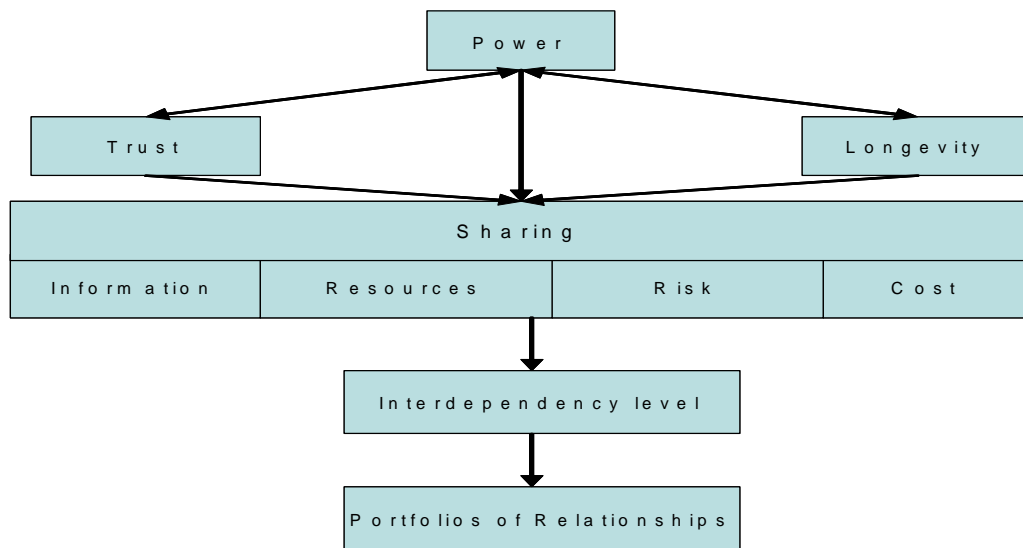 Power
Trust
Longevity
Sharing
Information
Resources
Risk
Cost
Interdependency level
Portfolios of Relationships